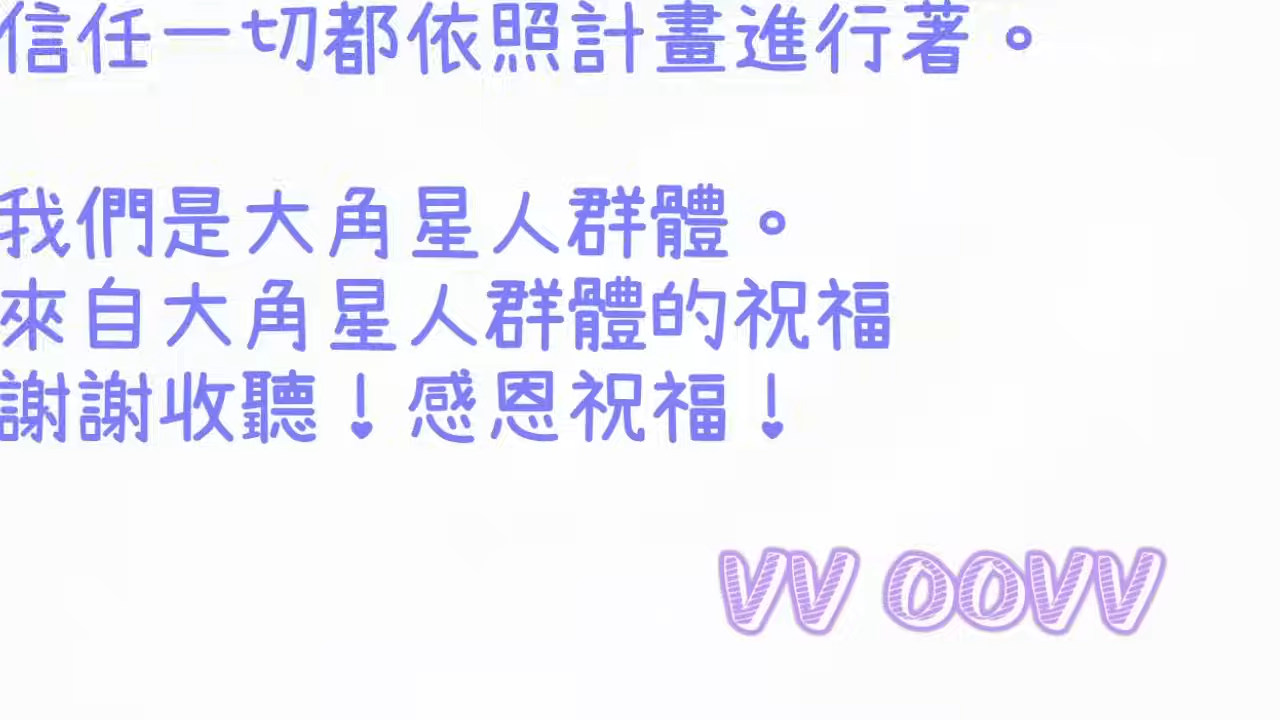 信任一切都依照計畫進行著。
我們是大角星人群體。
來自大角星人群體的祝福
謝謝收聽！感恩祝福！
VV OOVV